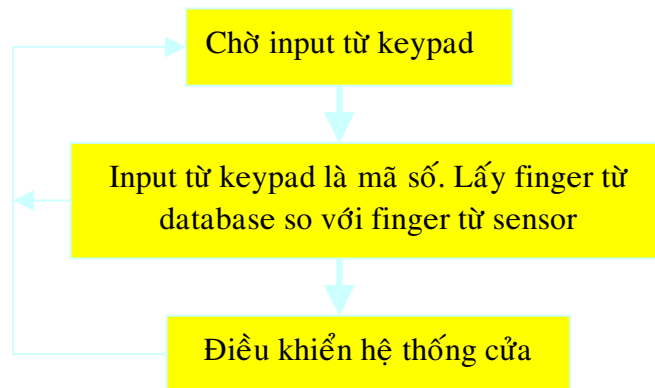 Chờ input từ keypad
Input từ keypad là mã số. Lấy finger từ
database so với finger từ sensor
Điều khiển hệ thống cửa